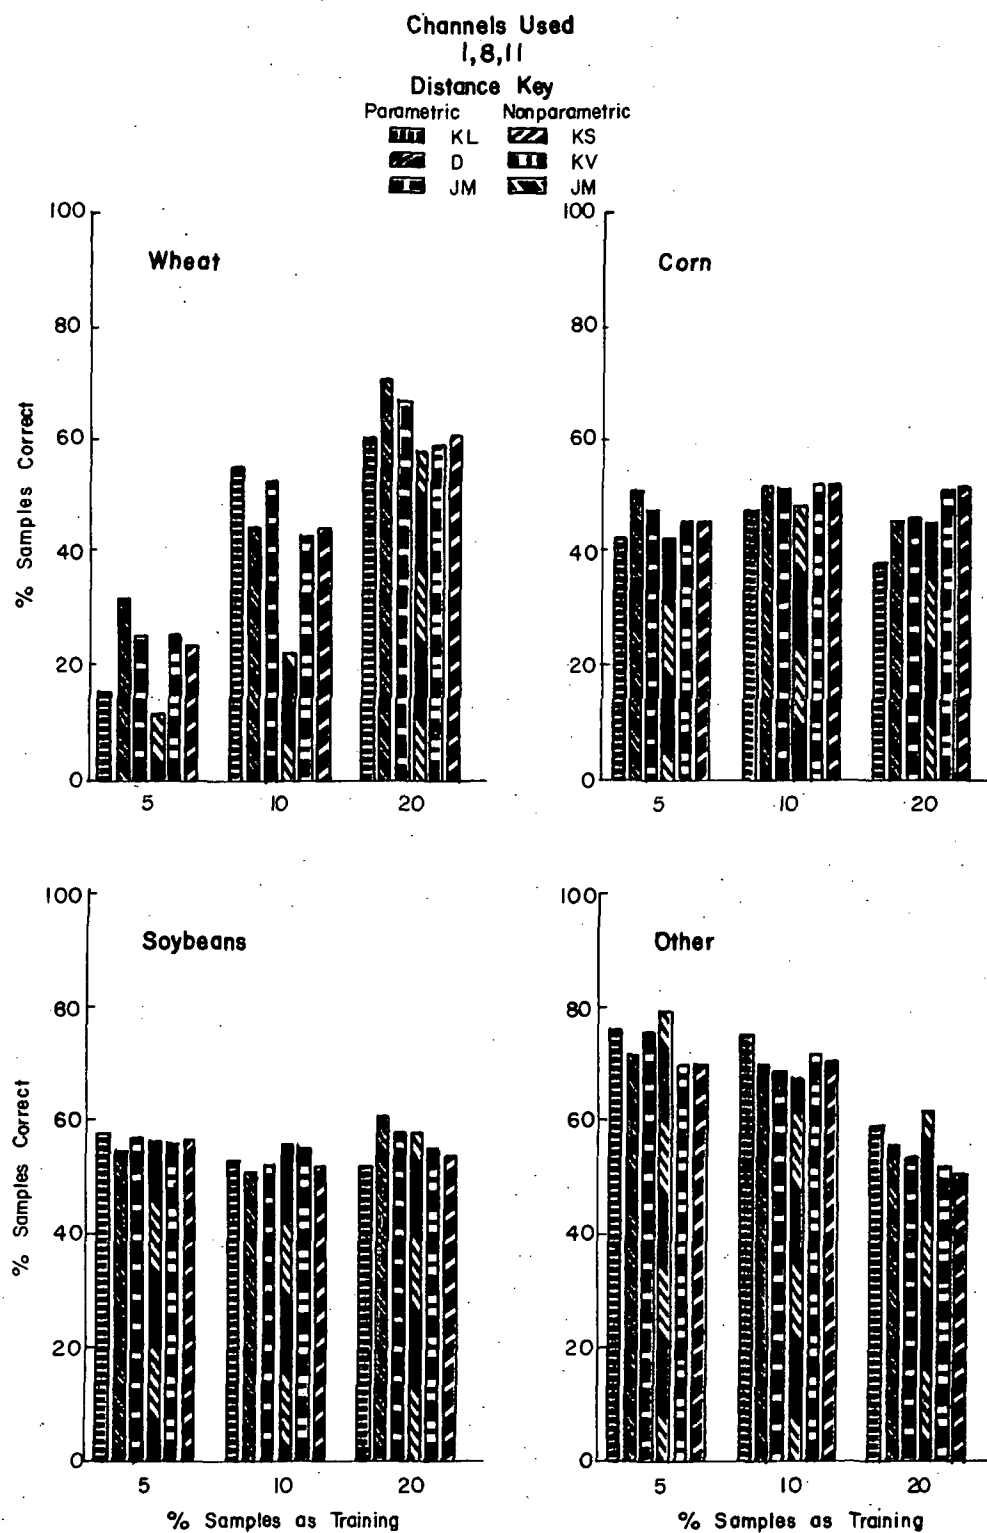 Channels Used
1,8,11
Distance Key
Parametric Nonparametric
KL KS
D KV
JM JM
100
80
60
40
20
0
Wheat
% Samples Correct
5 10 20
100
80
60
40
20
0
Corn
5 10 20
100
80
60
40
20
0
Soybeans
% Samples Correct
5 10 20
% Samples as Training
100
80
60
40
20
0
Other
5 10 20
% Samples as Training